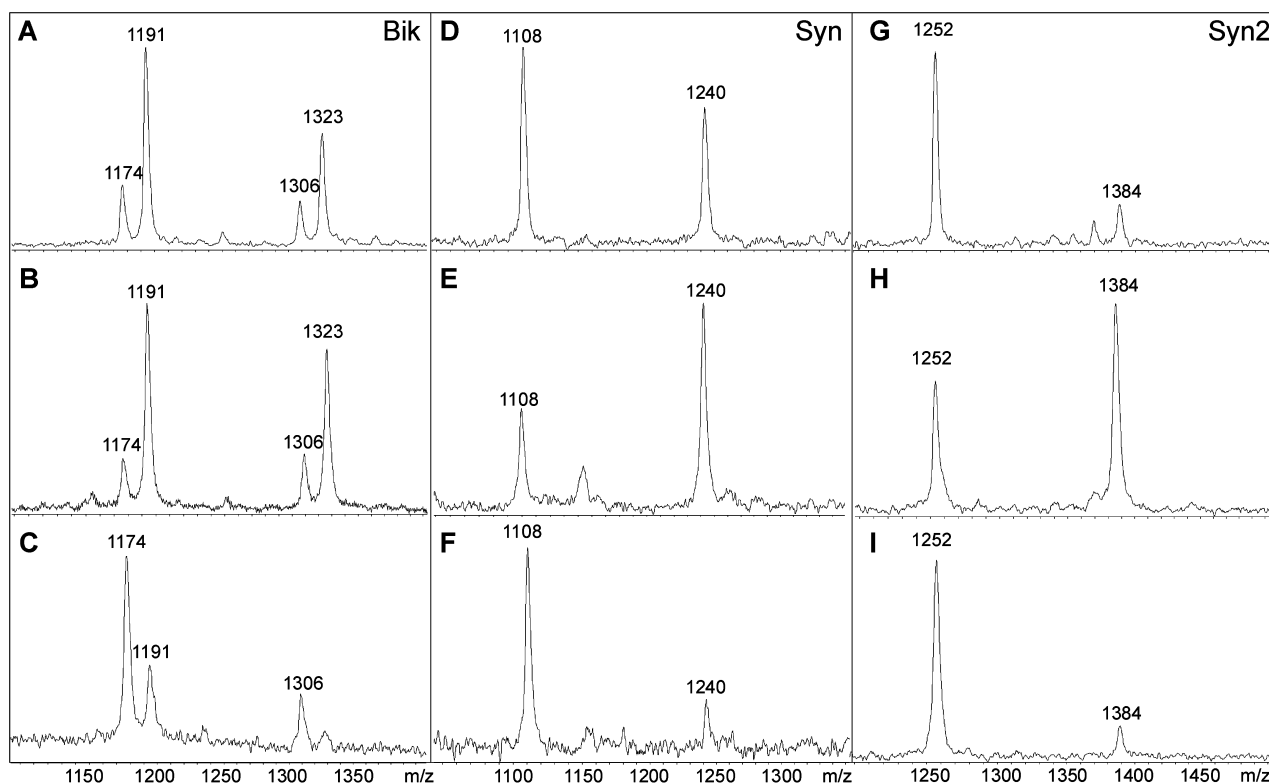 A Bik
1191
1323
1174
1306
D Syn
1108
1240
G Syn2
1252
1384
B
1191
1323
1174
1306
E
1240
1108
H
1384
1252
C
1174
1191
1306
F
1108
1240
I
1252
1384
1150 1200 1250 1300 1350 m/z
1100 1150 1200 1250 1300 m/z
1250 1300 1350 1400 1450 m/z